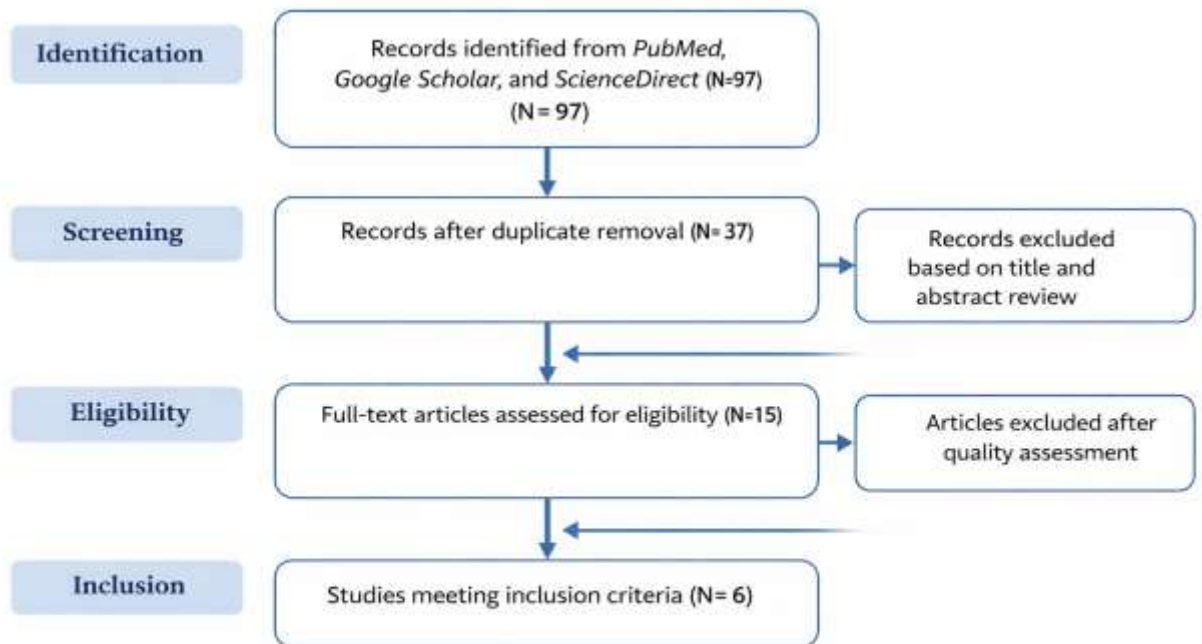 Identification
Records identified from PubMed,
Google Scholar, and ScienceDirect (N=97)
(N = 97)
Screening
Records after duplicate removal (N= 37)
Records excluded
based on title and
abstract review
Eligibility
Full-text articles assessed for eligibility (N=15)
Articles excluded after
quality assessment
Inclusion
Studies meeting inclusion criteria (N= 6)